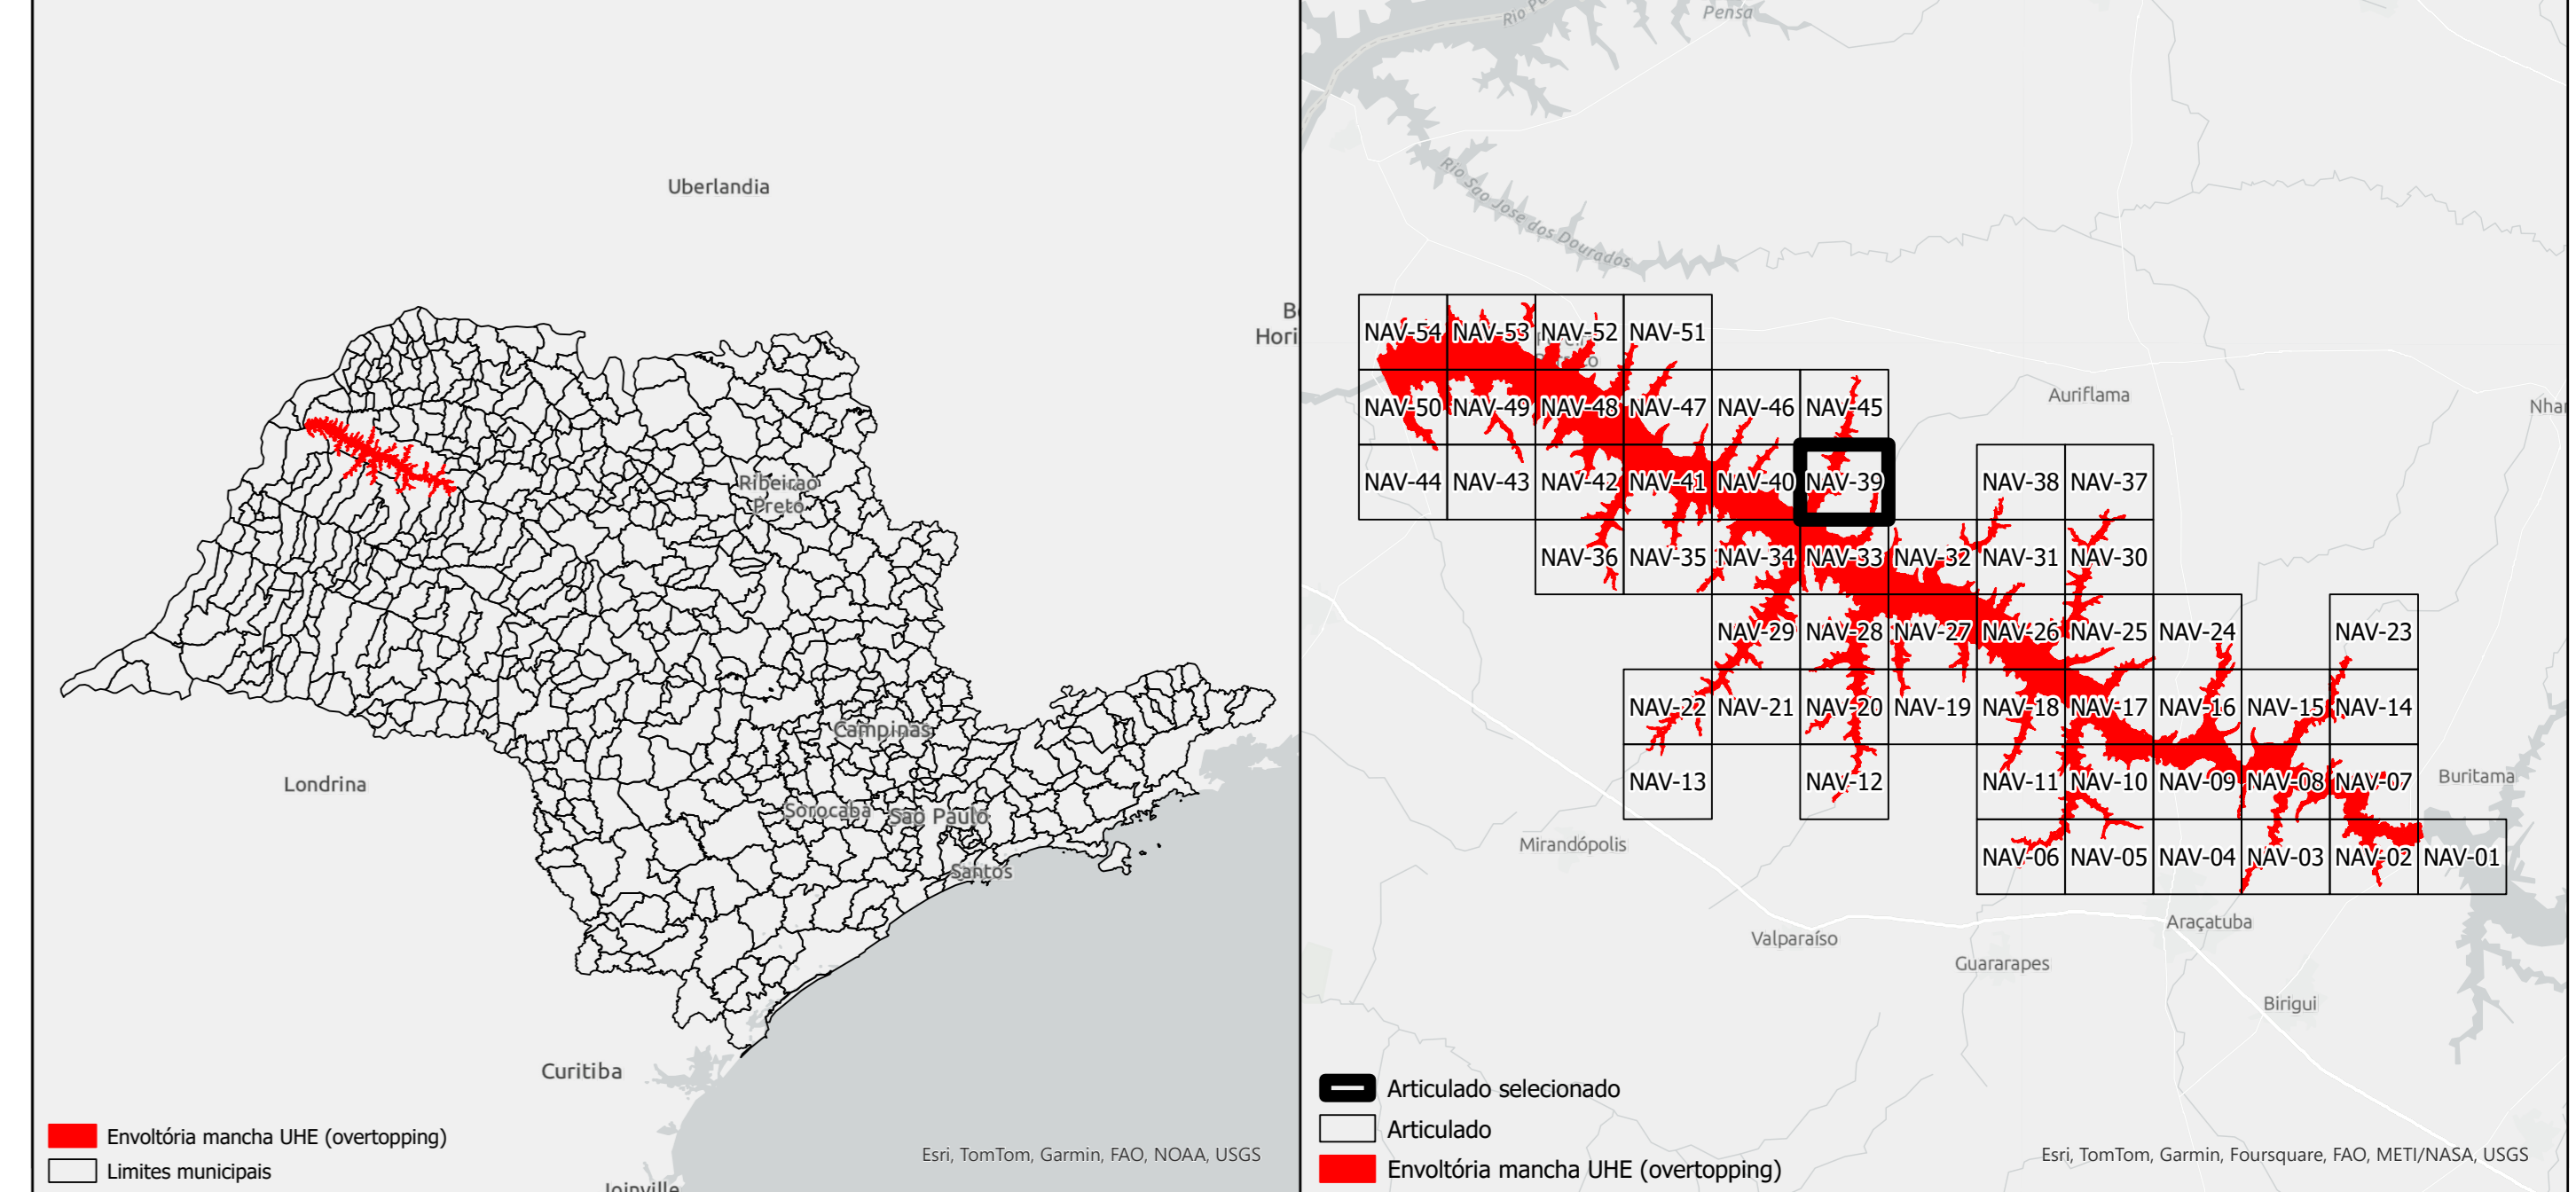 Uberlandia
Ribeirao
Preto
Campinas
Sorocaba
Sao Paulo
Santos
Londrina
Curitiba
Joinville
Hori
Envoltória mancha UHE (overtopping)
Limites municipais
Esri, TomTom, Garmin, FAO, NOAA, USGS
Pensa
Rio Sao Jose dos Dourados
Auriflama
NAV-54 NAV-53 NAV-52 NAV-51
NAV-50 NAV-49 NAV-48 NAV-47 NAV-46 NAV-45
NAV-44 NAV-43 NAV-42 NAV-41 NAV-40 NAV-39 NAV-38 NAV-37
NAV-36 NAV-35 NAV-34 NAV-33 NAV-32 NAV-31 NAV-30
NAV-29 NAV-28 NAV-27 NAV-26 NAV-25 NAV-24 NAV-23
NAV-22 NAV-21 NAV-20 NAV-19 NAV-18 NAV-17 NAV-16 NAV-15 NAV-14
NAV-13 NAV-12 NAV-11 NAV-10 NAV-09 NAV-08 NAV-07
NAV-06 NAV-05 NAV-04 NAV-03 NAV-02 NAV-01
Buritama
Mirandópolis
Valparaíso
Araçatuba
Guararapes
Birigui
Articulado selecionado
Articulado
Envoltória mancha UHE (overtopping)
Esri, TomTom, Garmin, Foursquare, FAO, METI/NASA, USGS